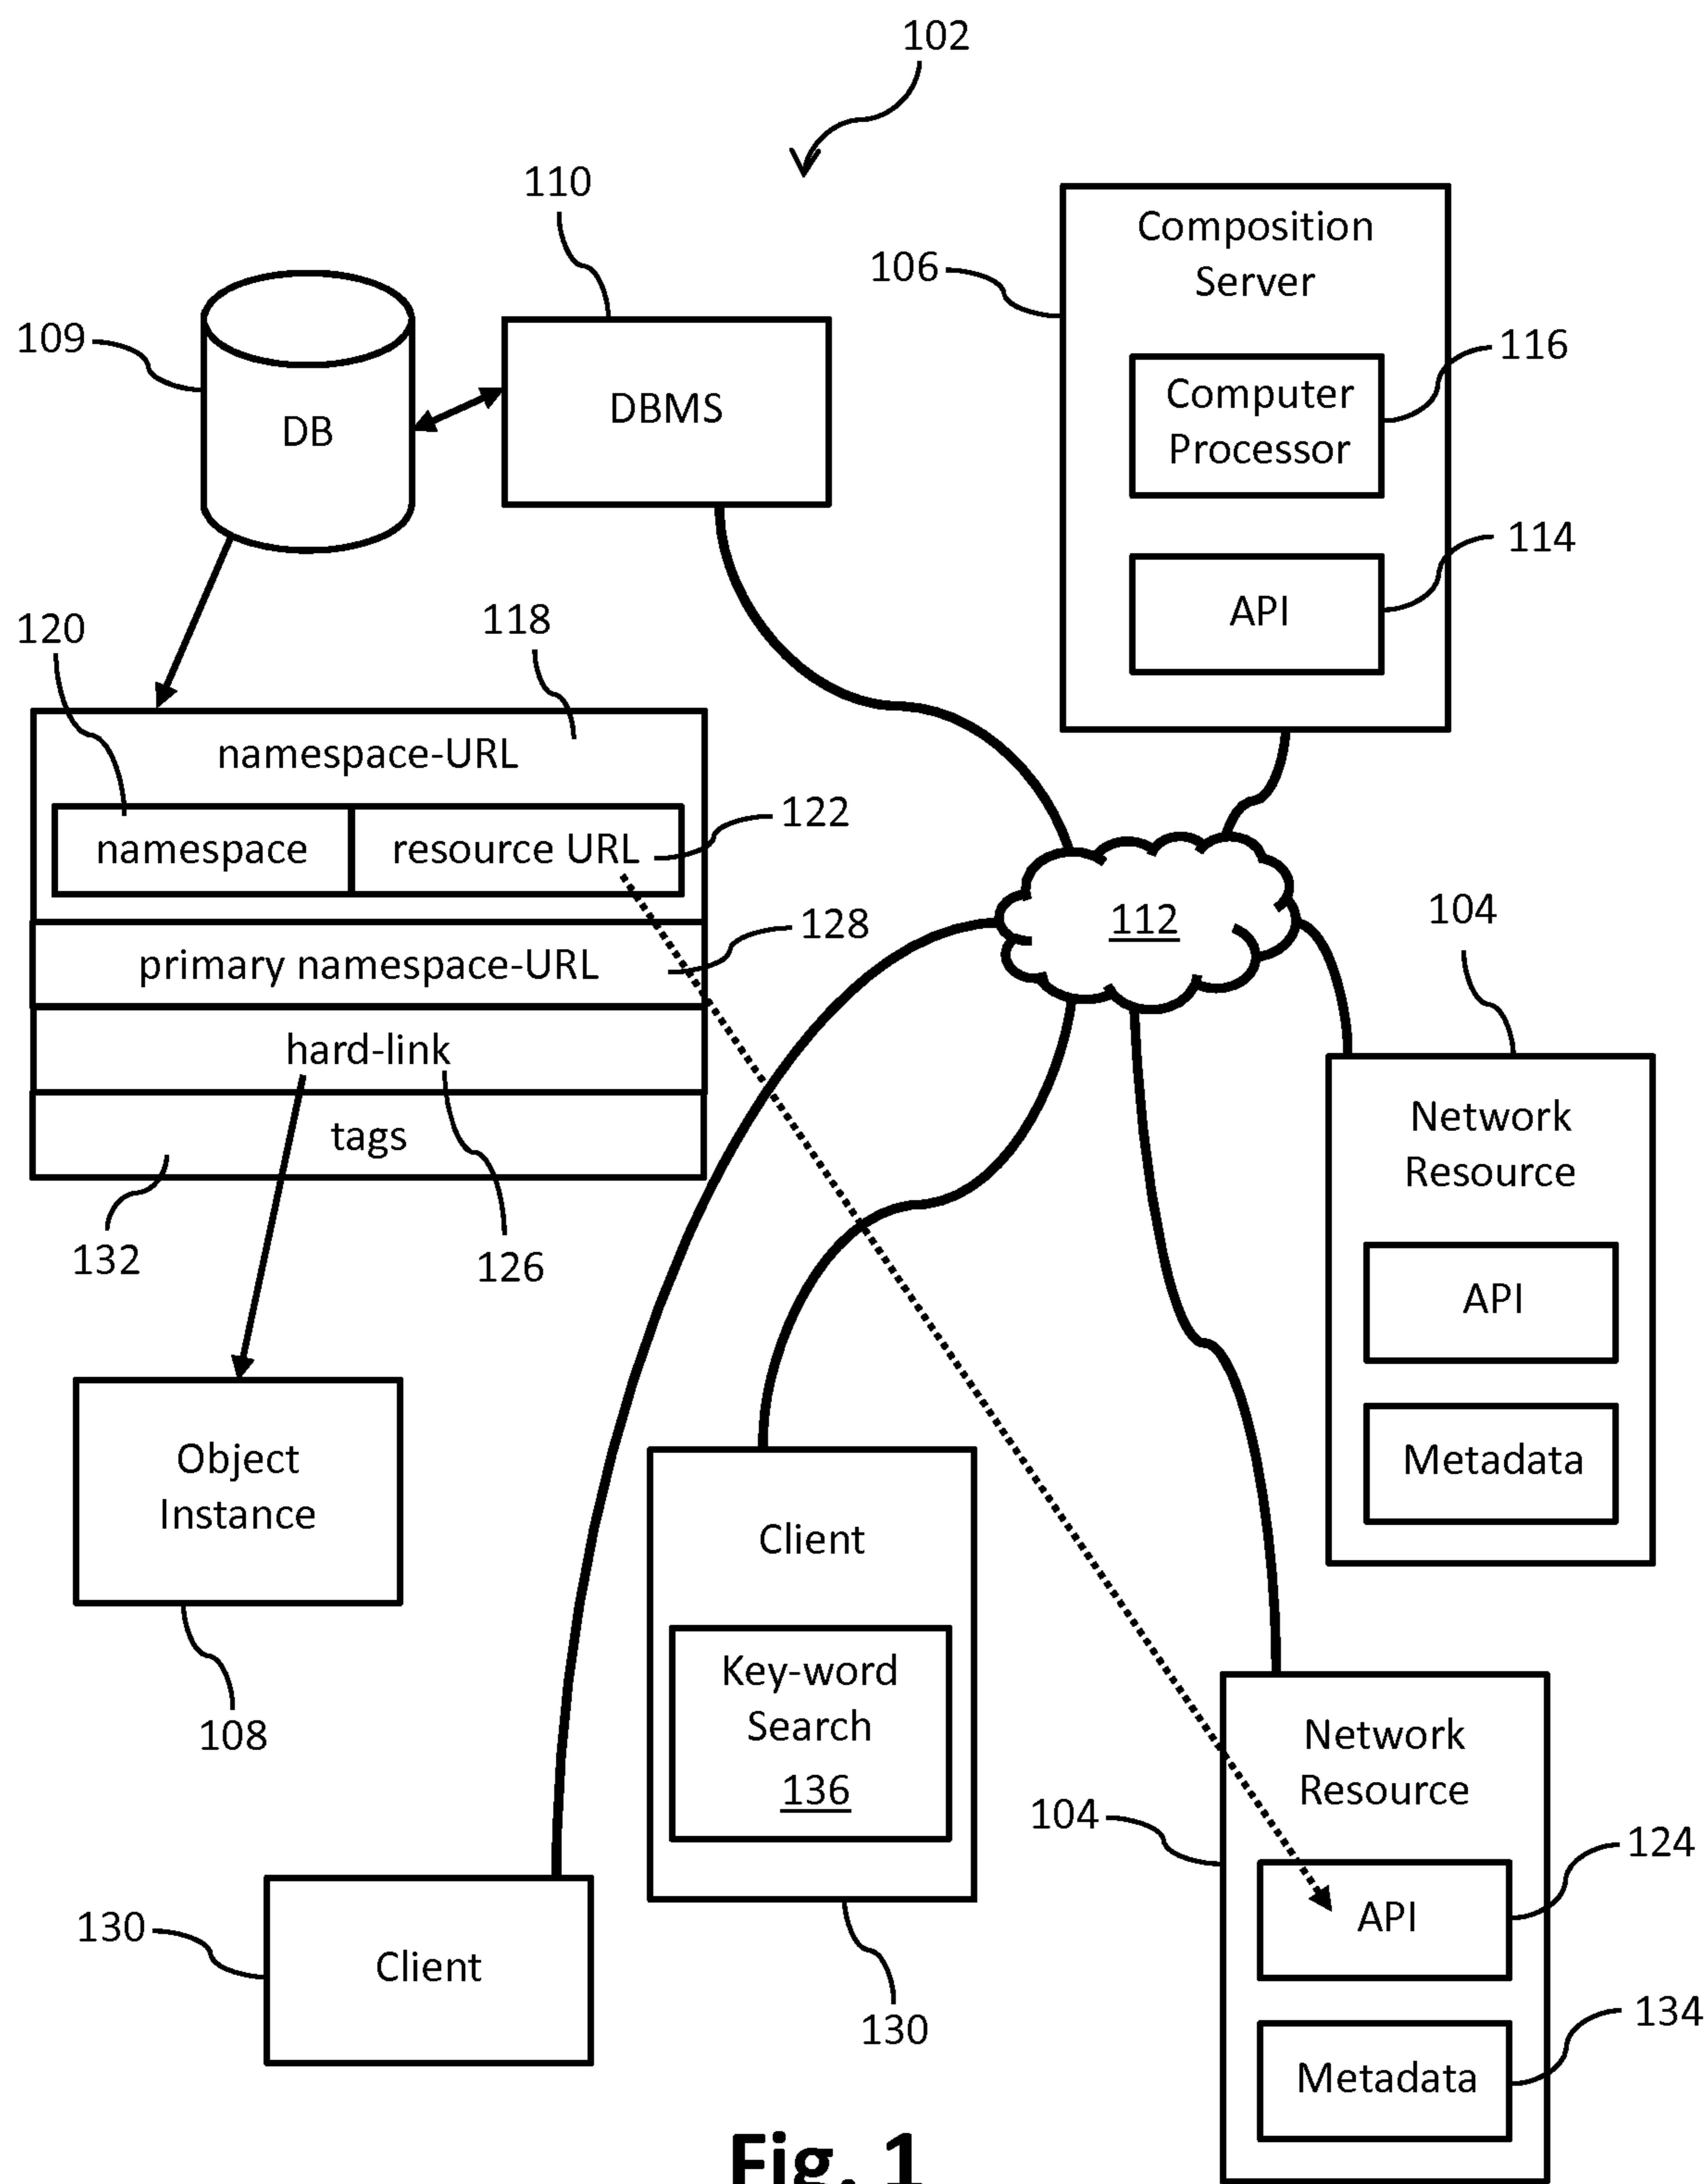 102
110
Composition
Server
106
109
116
Computer
Processor
DBMS
DB
114
API
120
118
namespace-URL
122
namespace
resource URL
112
104
128
primary namespace-URL
hard-link
tags
Network
Resource
132
126
API
Metadata
Object
Instance
Client
Key-word
Search
136
108
Network
Resource
104
124
API
130
Client
130
134
Metadata
Fig. 1